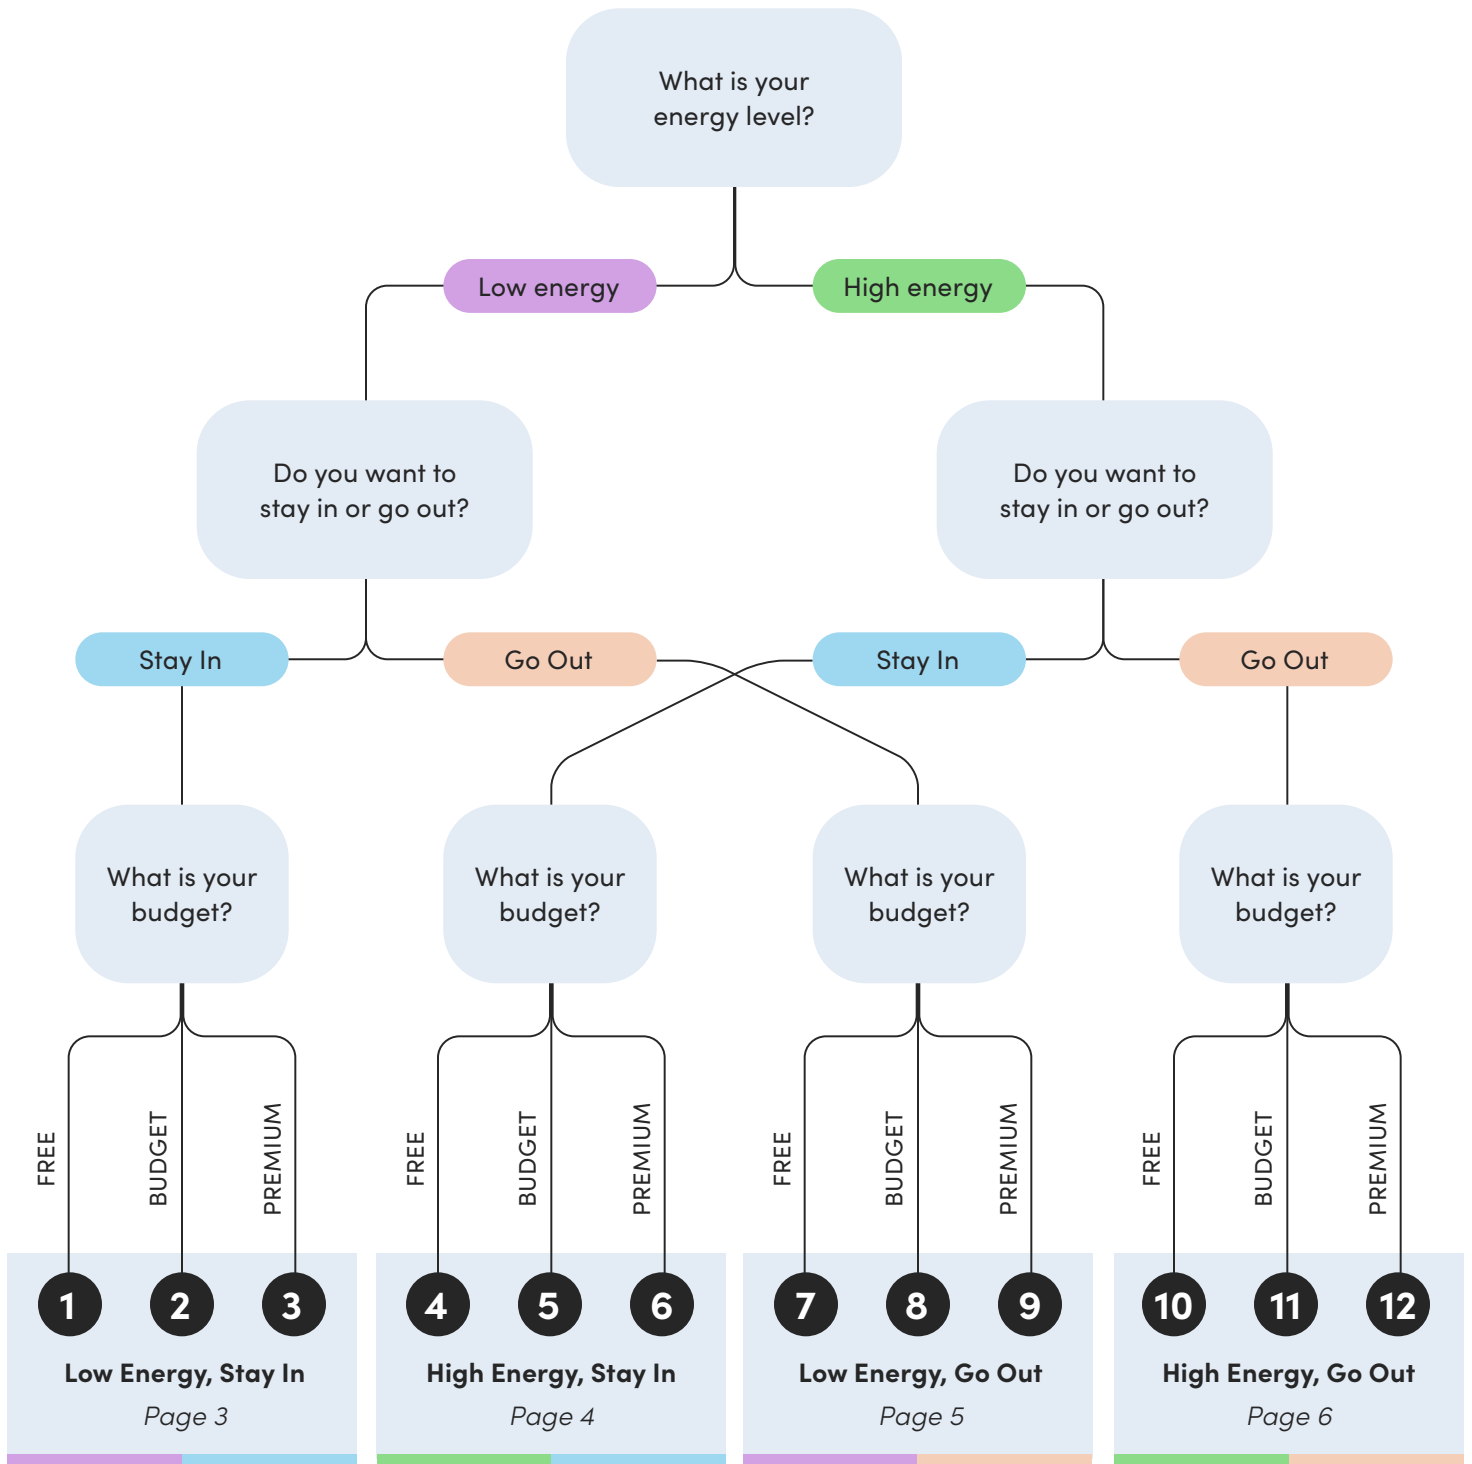 What is your
energy level?
Low energy
High energy
Do you want to
stay in or go out?
Do you want to
stay in or go out?
Stay In
Go Out
Stay In
Go Out
What is your
budget?
What is your
budget?
What is your
budget?
What is your
budget?
FREE
BUDGET
PREMIUM
FREE
BUDGET
PREMIUM
FREE
BUDGET
PREMIUM
FREE
BUDGET
PREMIUM
1
2
3
Low Energy, Stay In
Page 3
4
5
6
High Energy, Stay In
Page 4
7
8
9
Low Energy, Go Out
Page 5
10
11
12
High Energy, Go Out
Page 6